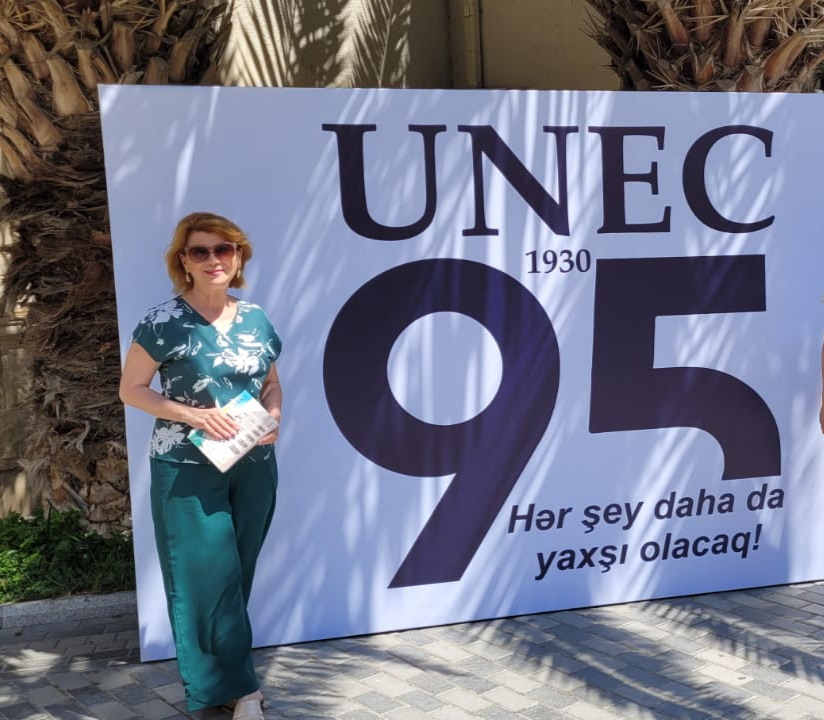 UNEC
1930
95
Hər şey daha da
yaxşı olacaq!